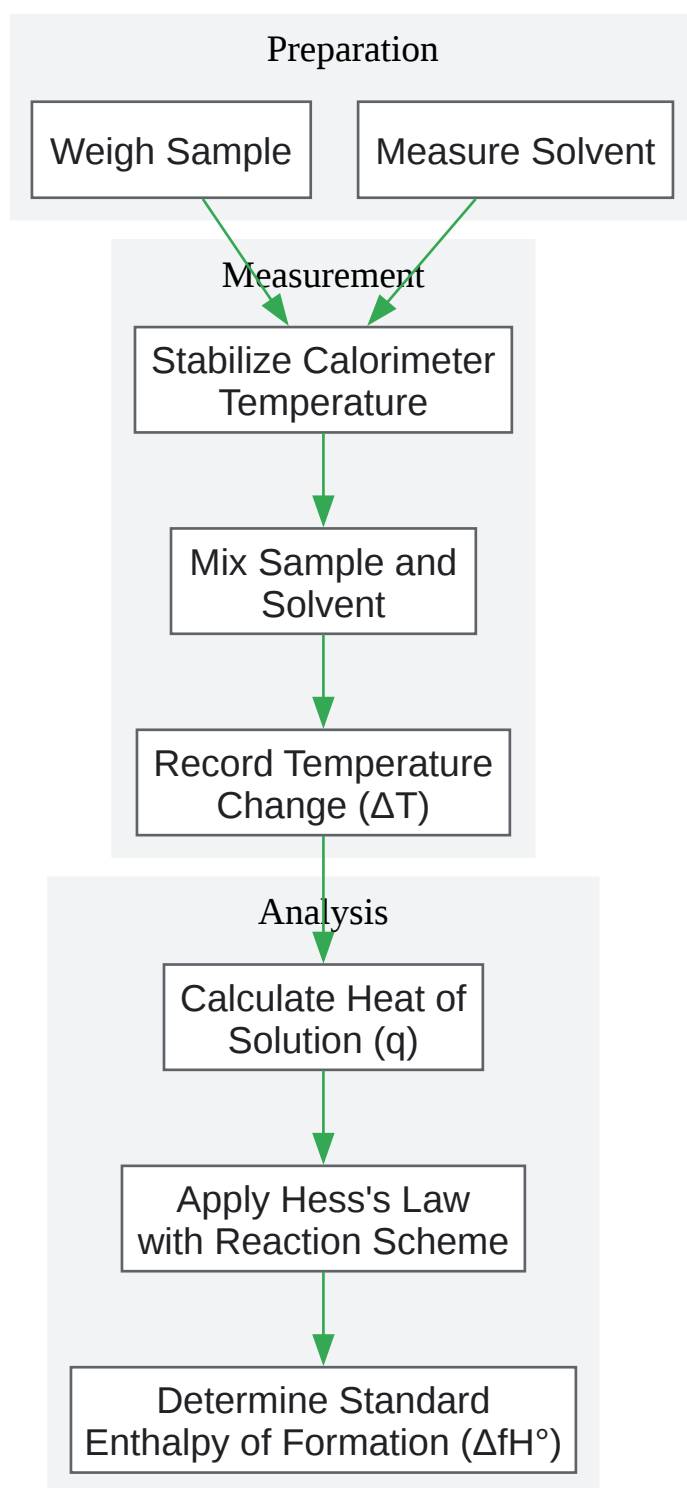 Preparation
Weigh Sample
Measure Solvent
Measurement
Stabilize Calorimeter
Temperature
Mix Sample and
Solvent
Record Temperature
Change (ΔT)
Analysis
Calculate Heat of
Solution (q)
Apply Hess's Law
with Reaction Scheme
Determine Standard
Enthalpy of Formation (ΔfH°)